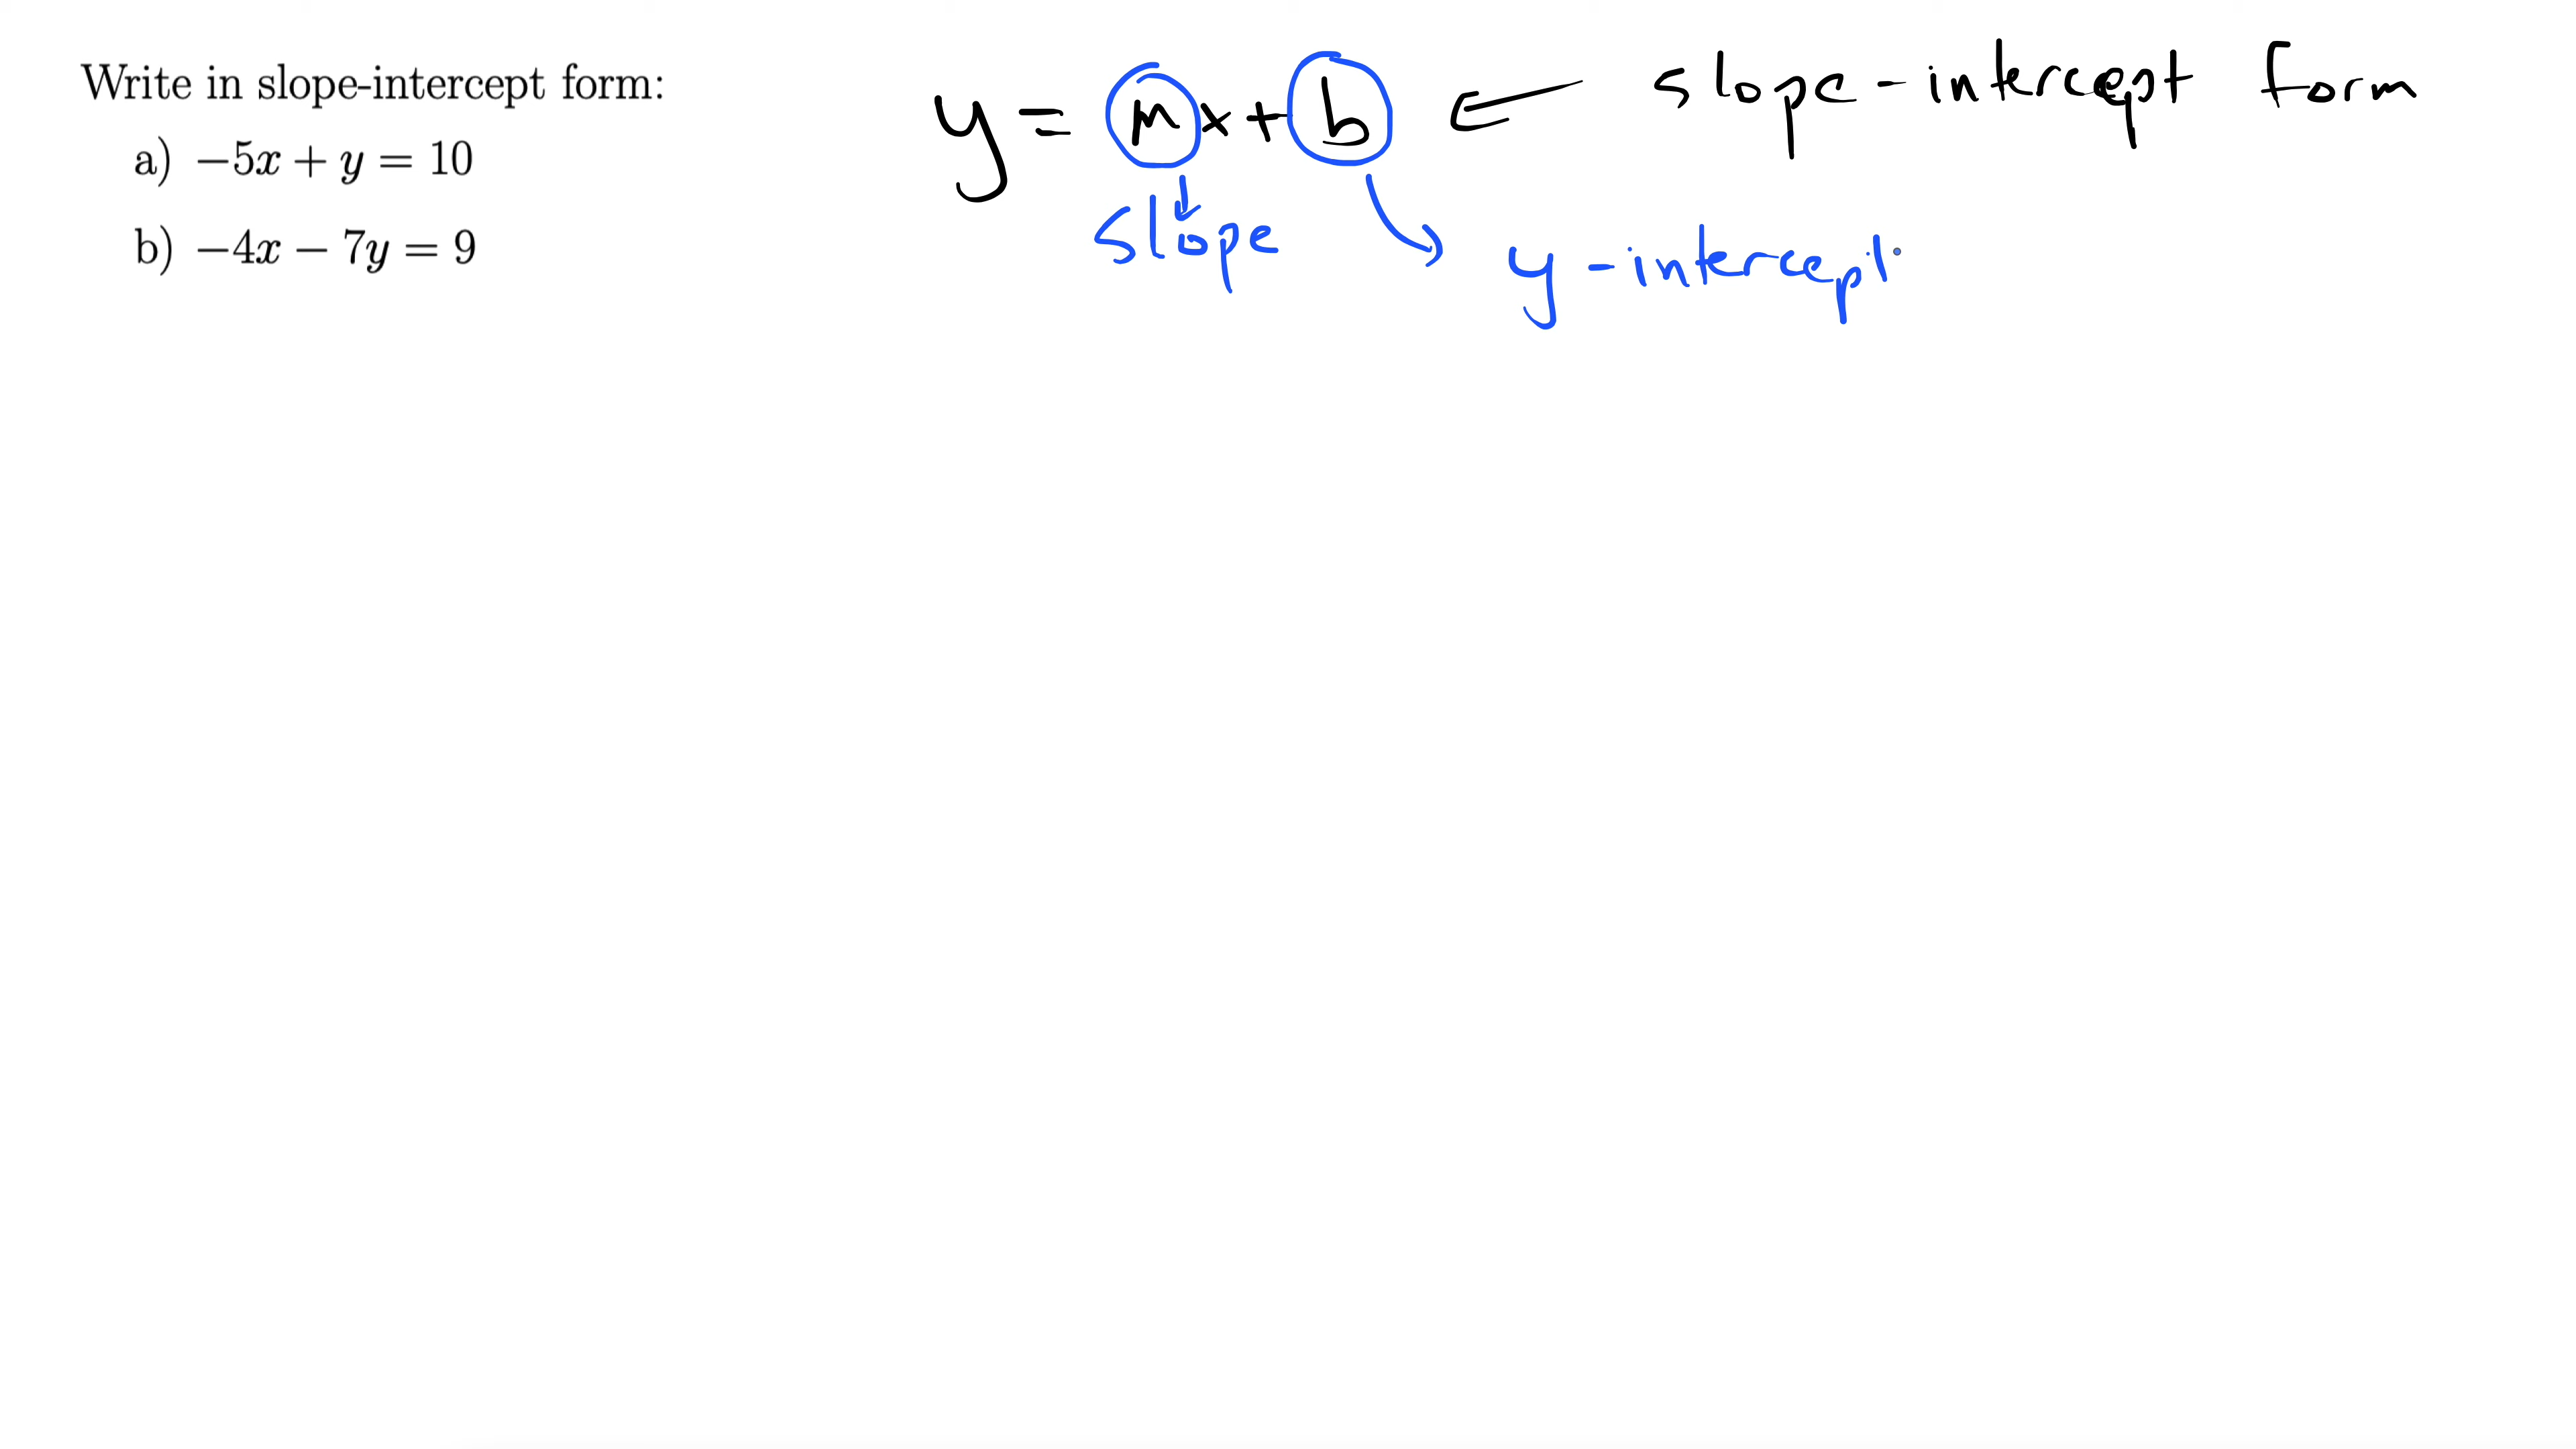 Write in slope-intercept form:
a) −5x + y = 10
b) −4x − 7y = 9
y = mx + b ← slope-intercept form
slope
y-intercept